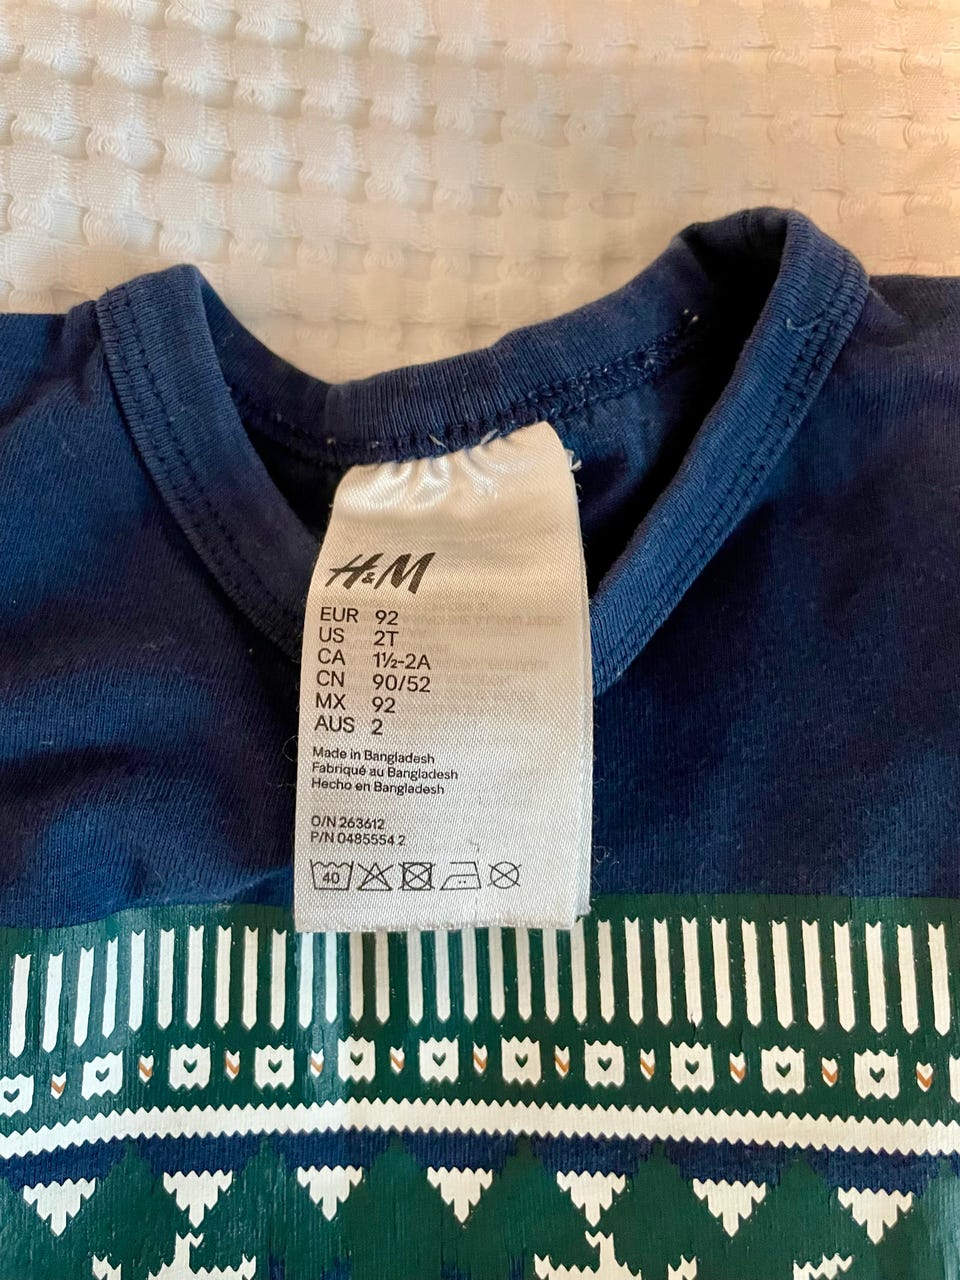 H&M
EUR 92
US 2T
CA 1½-2A
CN 90/52
MX 92
AUS 2
Made in Bangladesh
Fabriqué au Bangladesh
Hecho en Bangladesh
O/N 263612
P/N 0485554 2
40